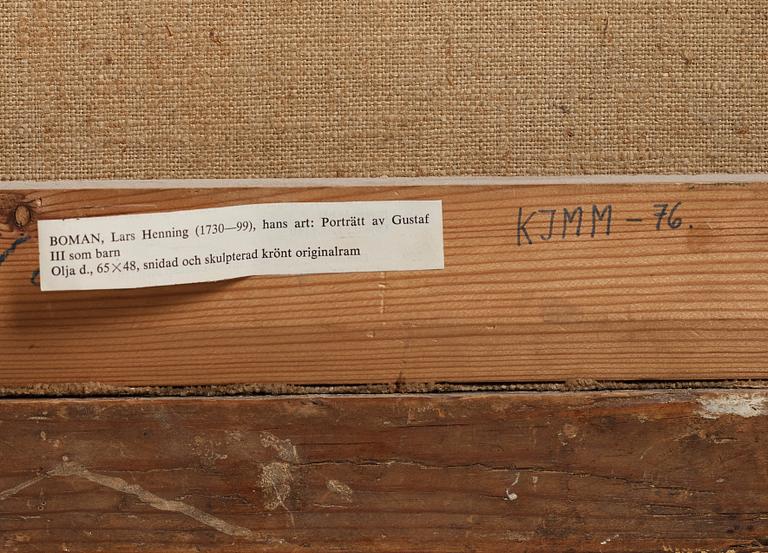 BOMAN, Lars Henning (1730—99), hans art: Porträtt av Gustaf
III som barn
Olja d., 65×48, snidad och skulpterad krönt originalram
KJMM – 76.